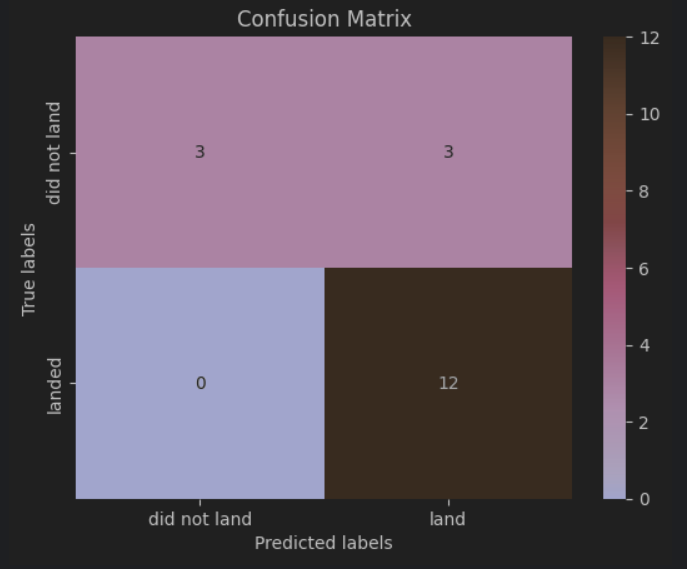 Confusion Matrix
True labels
did not land
landed
3
3
0
12
did not land
land
Predicted labels
12
10
8
6
4
2
0